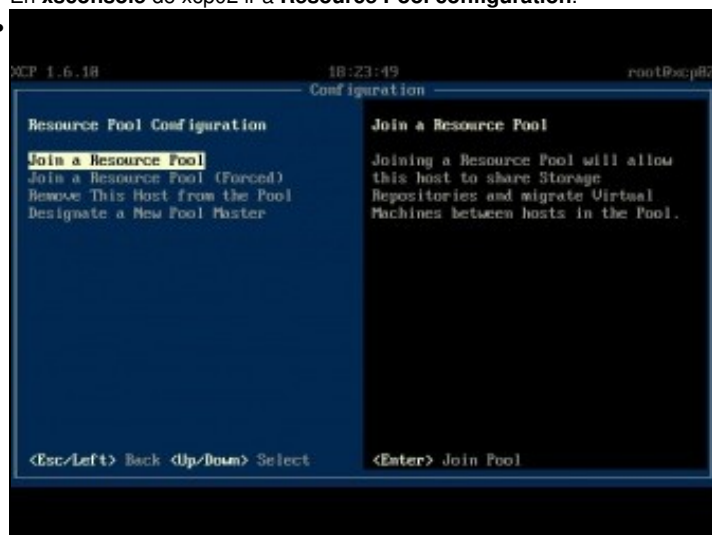 En xsconsole de xcp02 ir a Resource Pool configuration.
XCP 1.6.10 18:23:49 root@xcp02
Configuration
Resource Pool Configuration
Join a Resource Pool
Join a Resource Pool (Forced)
Remove This Host from the Pool
Designate a New Pool Master
Join a Resource Pool
Joining a Resource Pool will allow
this host to share Storage
Repositories and migrate Virtual
Machines between hosts in the Pool.
<Esc/Left> Back <Up/Down> Select
<Enter> Join Pool